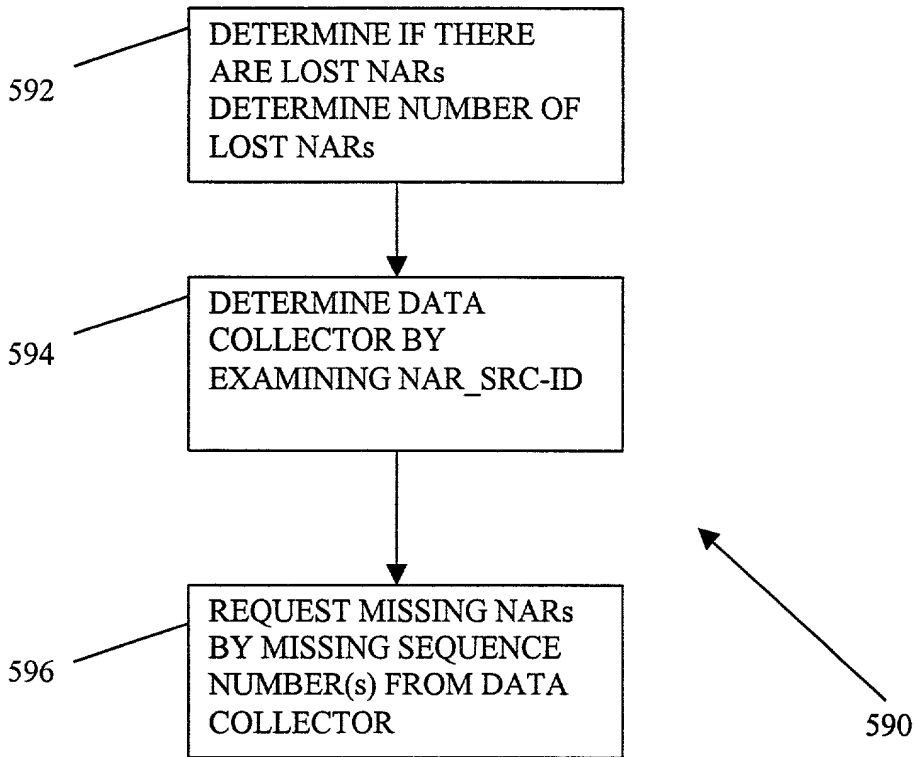 592
DETERMINE IF THERE
ARE LOST NARs
DETERMINE NUMBER OF
LOST NARs
594
DETERMINE DATA
COLLECTOR BY
EXAMINING NAR_SRC-ID
596
REQUEST MISSING NARs
BY MISSING SEQUENCE
NUMBER(s) FROM DATA
COLLECTOR
590